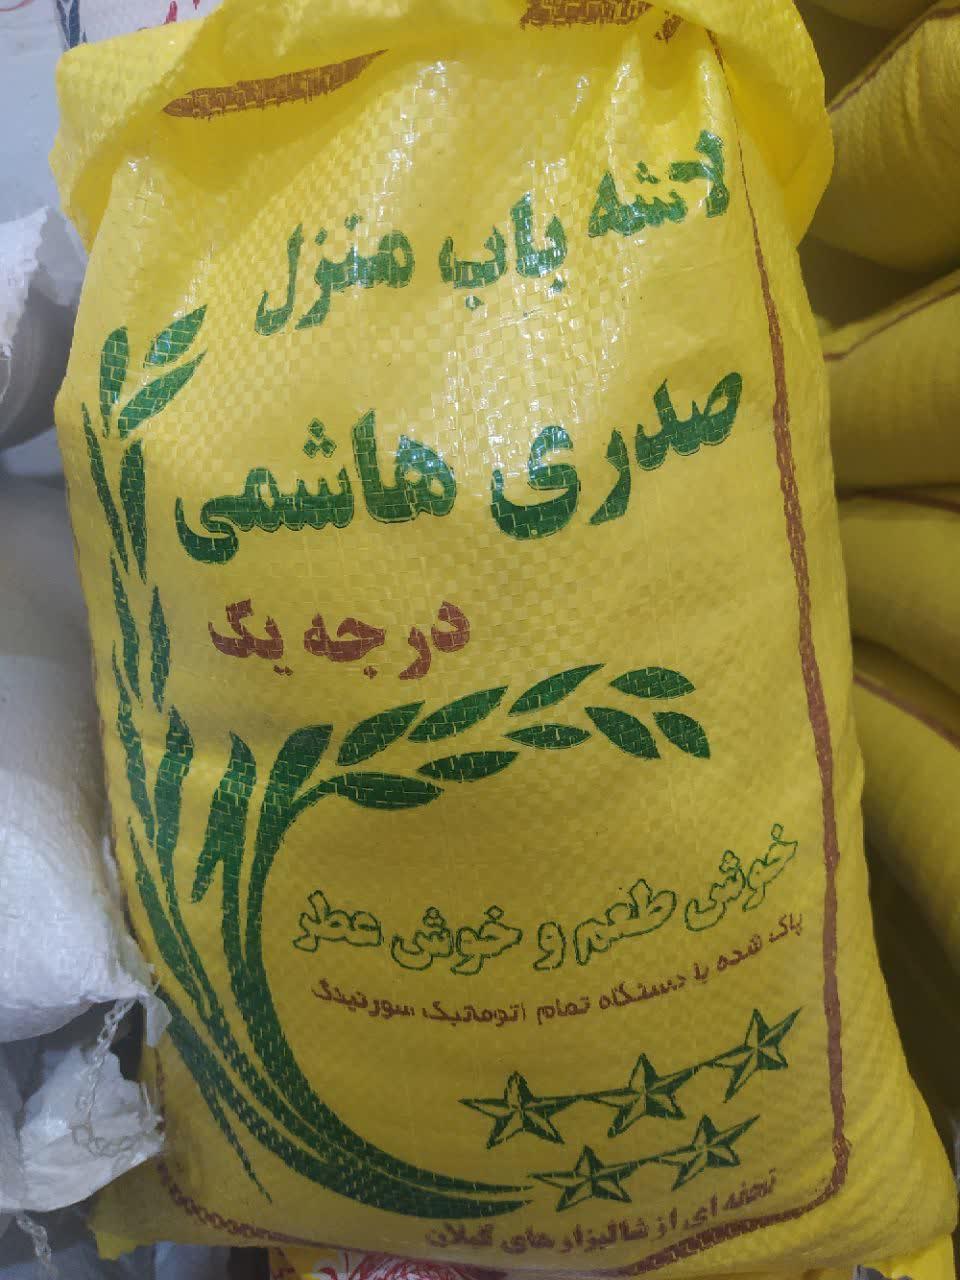 لاشه باب منزل
صدری هاشمی
درجه یک
خوش طعم و خوش عطر
پاک شده با دستگاه تمام اتوماتیک سورتینگ
تحفه ای از شالیزارهای گیلان